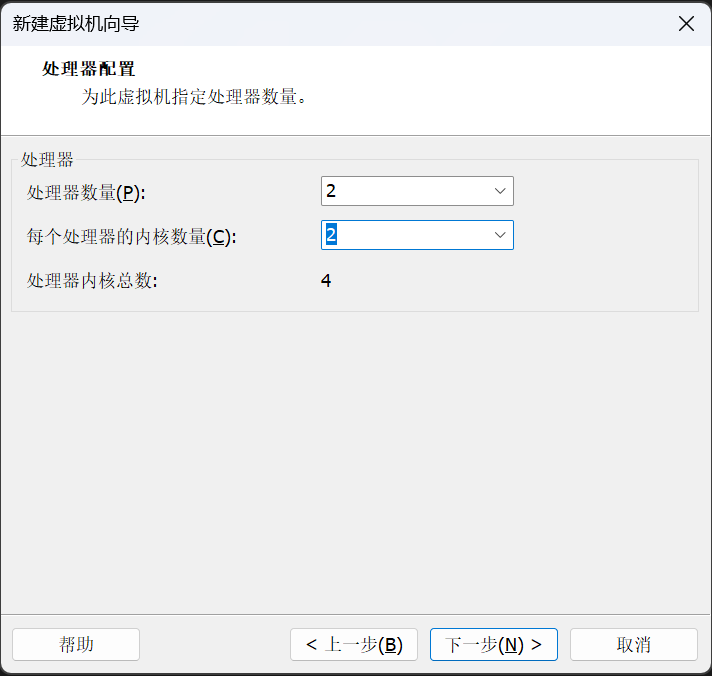 新建虚拟机向导
处理器配置
为此虚拟机指定处理器数量。
处理器
处理器数量(P): 2
每个处理器的内核数量(C): 2
处理器内核总数: 4
帮助 < 上一步(B) 下一步(N) > 取消